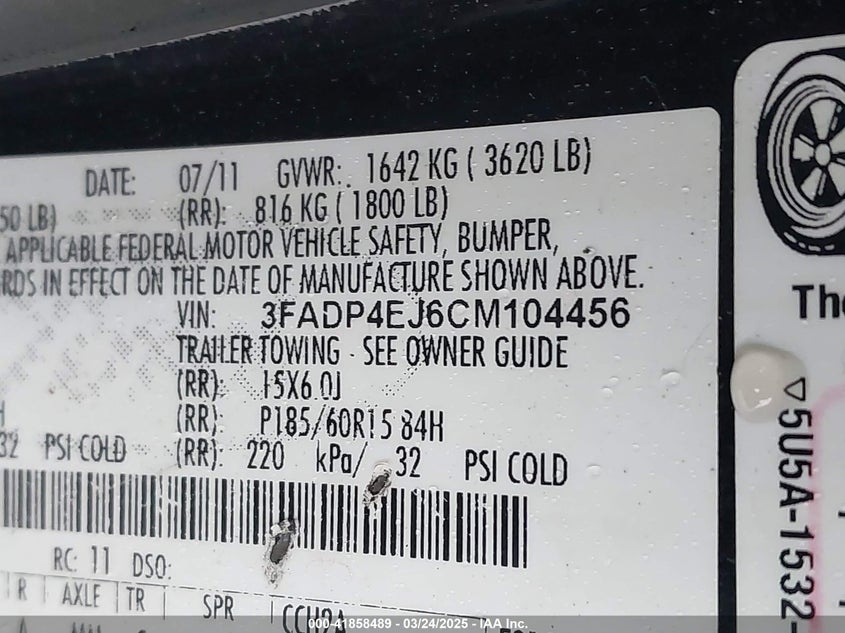 DATE: 07/11 GVWR: 1642 KG ( 3620 LB)
50 LB) (RR): 816 KG ( 1800 LB)
APPLICABLE FEDERAL MOTOR VEHICLE SAFETY, BUMPER,
RDS IN EFFECT ON THE DATE OF MANUFACTURE SHOWN ABOVE.
VIN: 3FADP4EJ6CM104456
TRAILER TOWING - SEE OWNER GUIDE
(RR): 15X6.0J
H (RR): P185/60R15 84H
32 PSI COLD (RR): 220 kPa/ 32 PSI COLD
RC: 11 DSO:
R AXLE TR SPR
The
5U5A-1532-
000-41858489 - 03/24/2025 - IAA Inc.